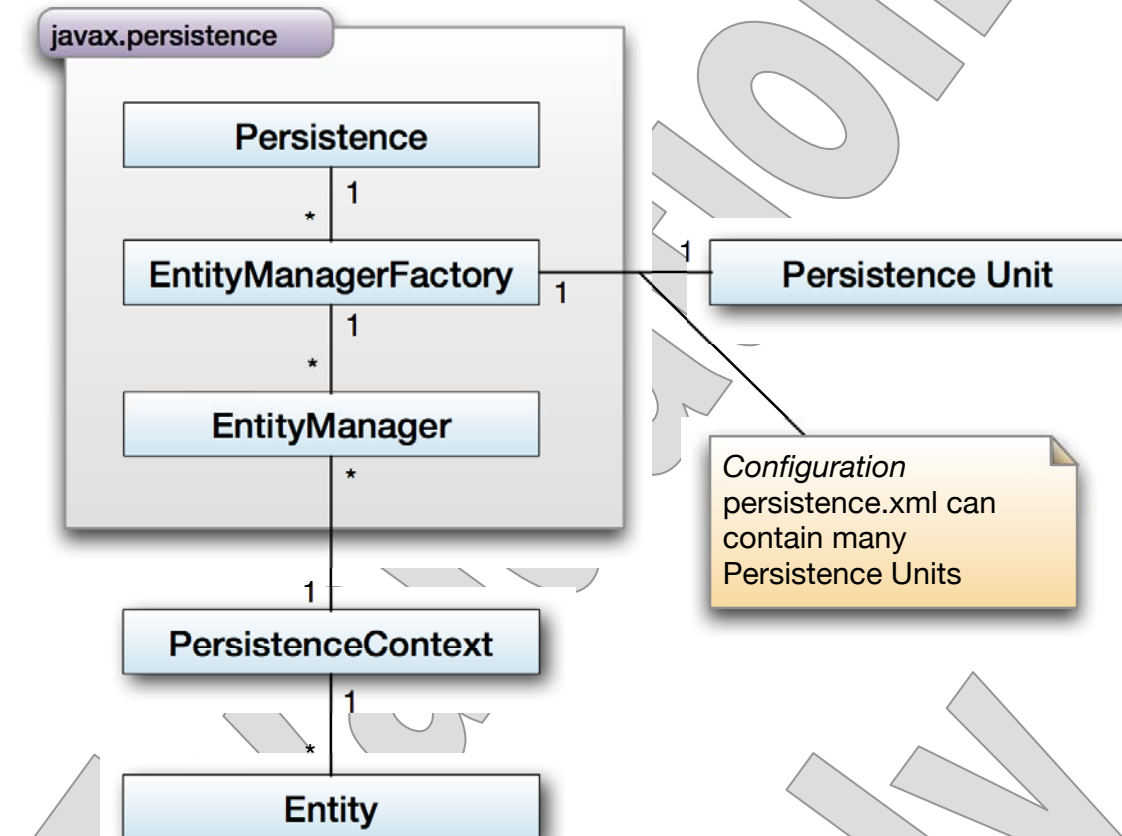 javax.persistence
Persistence
1
*
EntityManagerFactory
1
1
Persistence Unit
1
*
EntityManager
*
Configuration
persistence.xml can
contain many
Persistence Units
1
PersistenceContext
1
*
Entity